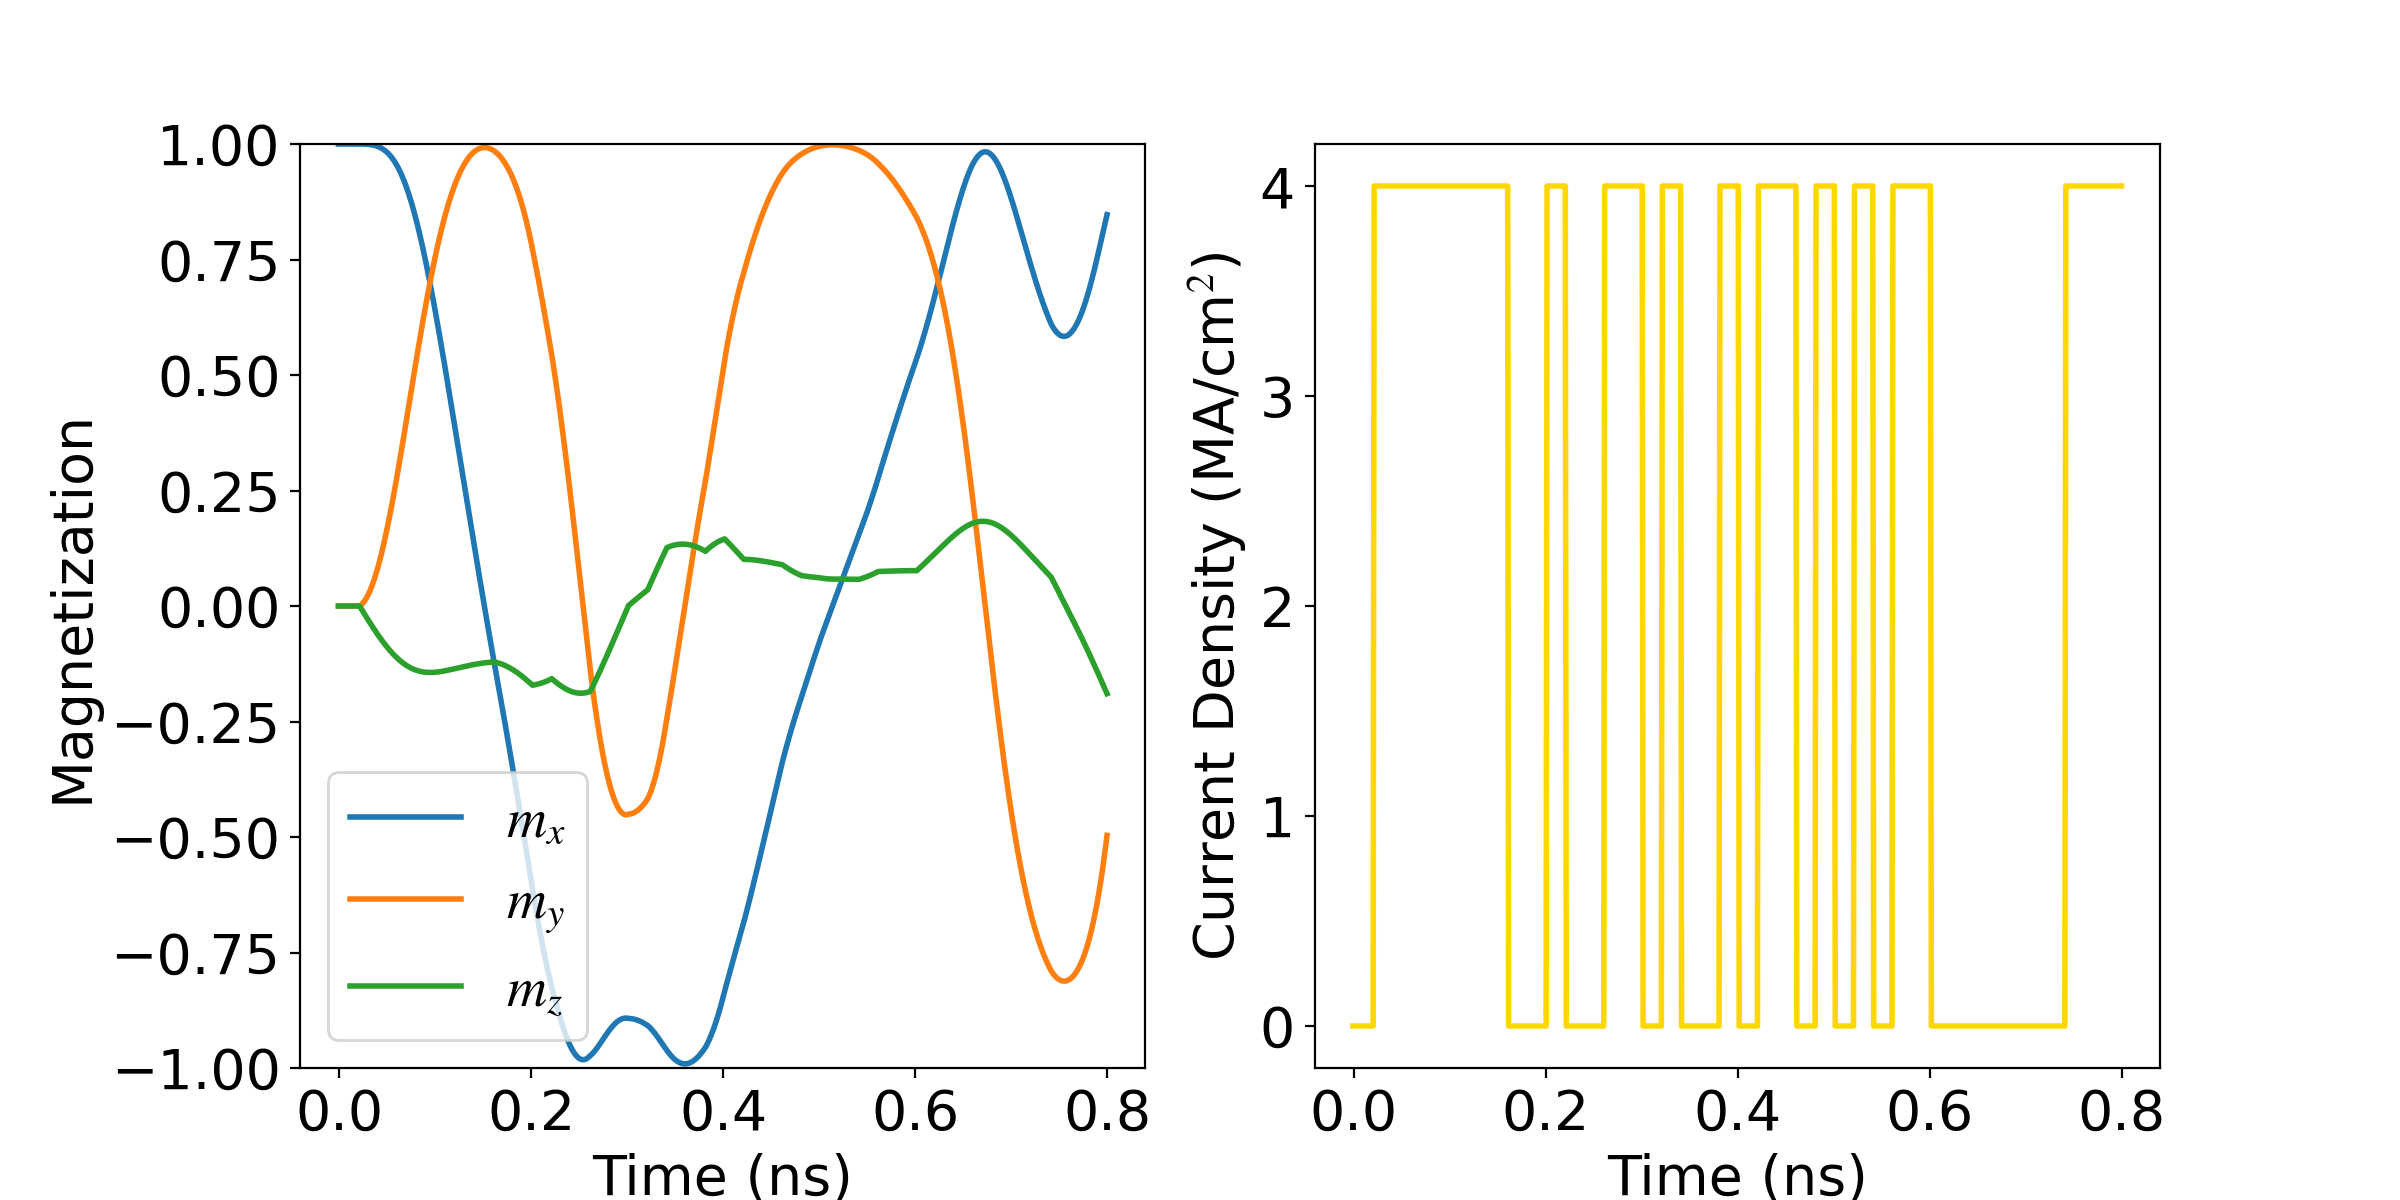 Magnetization
1.00
0.75
0.50
0.25
0.00
−0.25
−0.50
−0.75
−1.00
m_x
m_y
m_z
0.0 0.2 0.4 0.6 0.8
Time (ns)
Current Density (MA/cm²)
4
3
2
1
0
0.0 0.2 0.4 0.6 0.8
Time (ns)